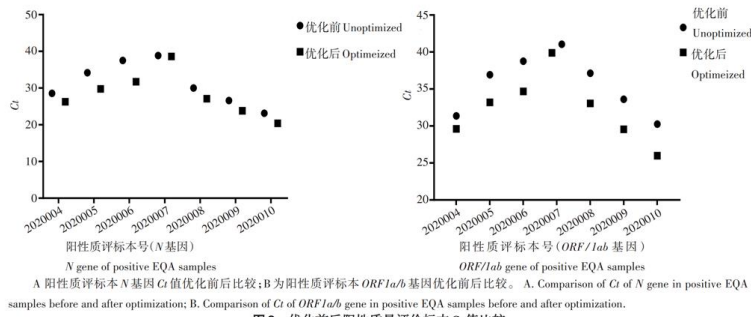 50
40
30
20
10
0
Ct
优化前 Unoptimized
优化后 Optimeized
2020004
2020005
2020006
2020007
2020008
2020009
2020010
阳性质评标本号(N基因)
N gene of positive EQA samples
45
40
35
30
25
20
Ct
优化前
Unoptimized
优化后
Optimeized
2020004
2020005
2020006
2020007
2020008
2020009
2020010
阳性质评标本号(ORF/1ab 基因)
ORF/1ab gene of positive EQA samples
A 阳性质评标本 N 基因 Ct 值优化前后比较;B 为阳性质评标本 ORF1a/b 基因优化前后比较。 A. Comparison of Ct of N gene in positive EQA
samples before and after optimization; B. Comparison of Ct of ORF1a/b gene in positive EQA samples before and after optimization.